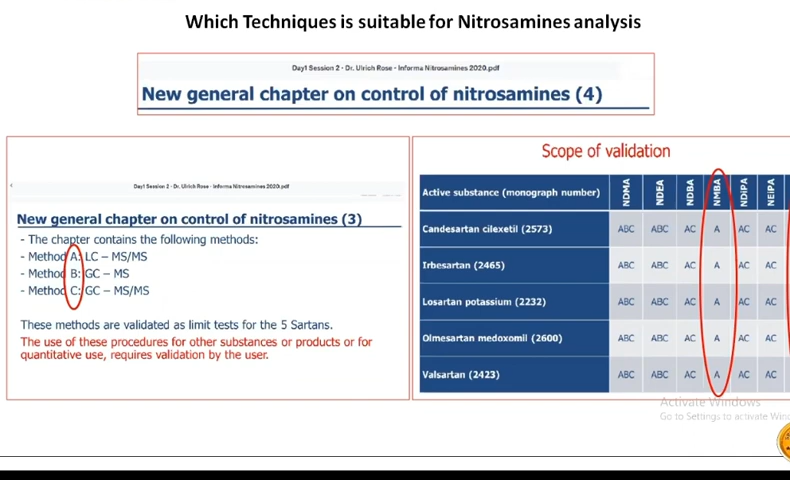 Which Techniques is suitable for Nitrosamines analysis
Day1 Session 2 - Dr. Ulrich Rose - Informa Nitrosamines 2020.pdf
New general chapter on control of nitrosamines (4)
Day1 Session 2 - Dr. Ulrich Rose - Informa Nitrosamines 2020.pdf
New general chapter on control of nitrosamines (3)
- The chapter contains the following methods:
- Method A: LC – MS/MS
- Method B: GC – MS
- Method C: GC – MS/MS
These methods are validated as limit tests for the 5 Sartans.
The use of these procedures for other substances or products or for
quantitative use, requires validation by the user.
Scope of validation
Active substance (monograph number) NDMA NDEA NDBA NMBA NDiPA NEiPA
Candesartan cilexetil (2573) ABC ABC AC A AC AC
Irbesartan (2465) ABC ABC AC A AC AC
Losartan potassium (2232) ABC ABC AC A AC AC
Olmesartan medoxomil (2600) ABC ABC AC A AC AC
Valsartan (2423) ABC ABC AC A AC AC
Activate Windows
Go to Settings to activate Win